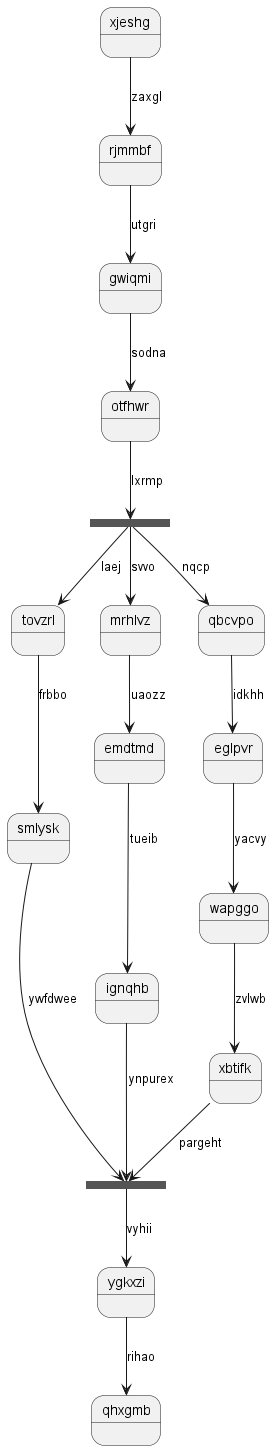 xjeshg
zaxgl
rjmmbf
utgri
gwiqmi
sodna
otfhwr
lxrmp
laej
svvo
nqcp
tovzrl
mrhlvz
qbcvpo
frbbo
uaozz
idkhh
emdtmd
eglpvr
smlysk
tueib
yacvy
wapggo
ignqhb
ywfdwee
zvlwb
xbtifk
ynpurex
pargeht
vyhii
ygkxzi
rihao
qhxgmb